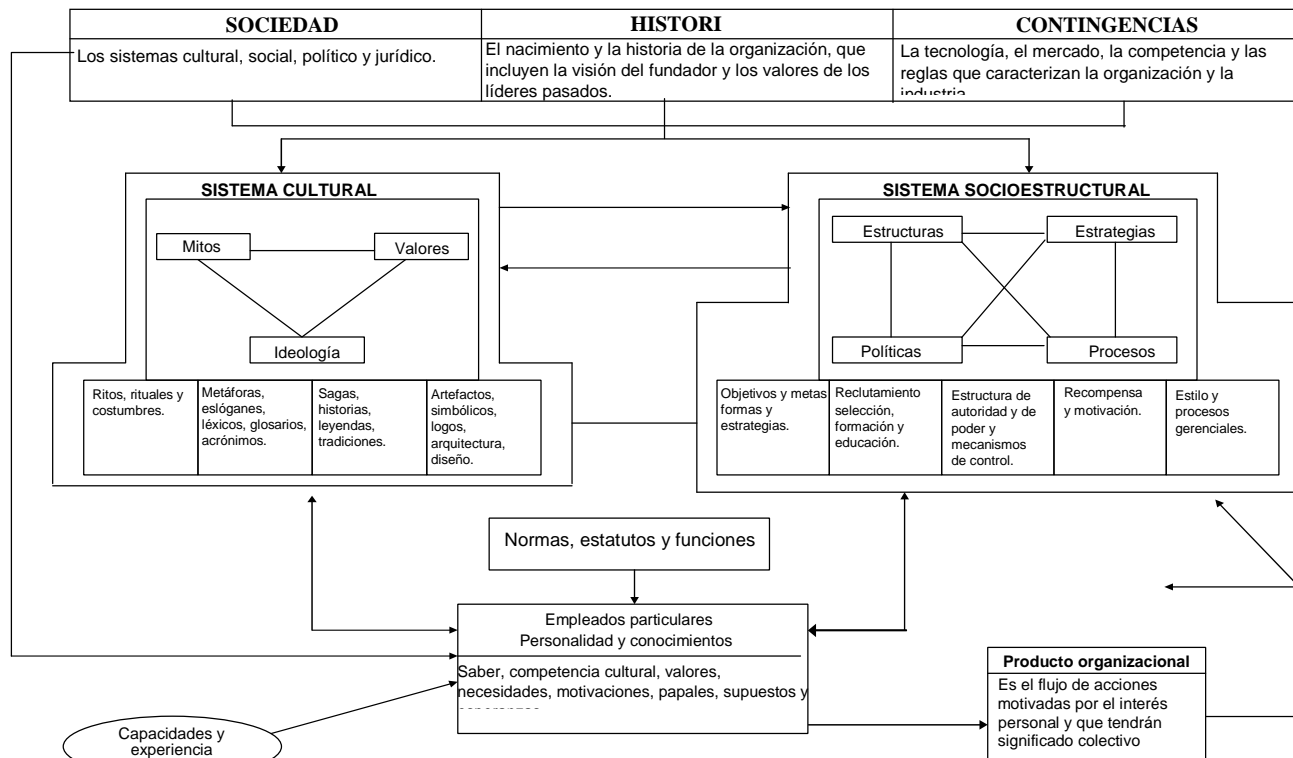 SOCIEDAD
HISTORI
CONTINGENCIAS
Los sistemas cultural, social, político y jurídico.
El nacimiento y la historia de la organización, que
incluyen la visión del fundador y los valores de los
líderes pasados.
La tecnología, el mercado, la competencia y las
reglas que caracterizan la organización y la
industria
SISTEMA CULTURAL
Mitos
Valores
Ideología
Ritos, rituales y
costumbres.
Metáforas,
eslóganes,
léxicos, glosarios,
acrónimos.
Sagas,
historias,
leyendas,
tradiciones.
Artefactos,
simbólicos,
logos,
arquitectura,
diseño.
SISTEMA SOCIOESTRUCTURAL
Estructuras
Estrategias
Políticas
Procesos
Objetivos y metas
formas y
estrategias.
Reclutamiento
selección,
formación y
educación.
Estructura de
autoridad y de
poder y
mecanismos
de control.
Recompensa
y motivación.
Estilo y
procesos
gerenciales.
Normas, estatutos y funciones
Empleados particulares
Personalidad y conocimientos
Saber, competencia cultural, valores,
necesidades, motivaciones, papales, supuestos y
Capacidades y
experiencia
Producto organizacional
Es el flujo de acciones
motivadas por el interés
personal y que tendrán
significado colectivo